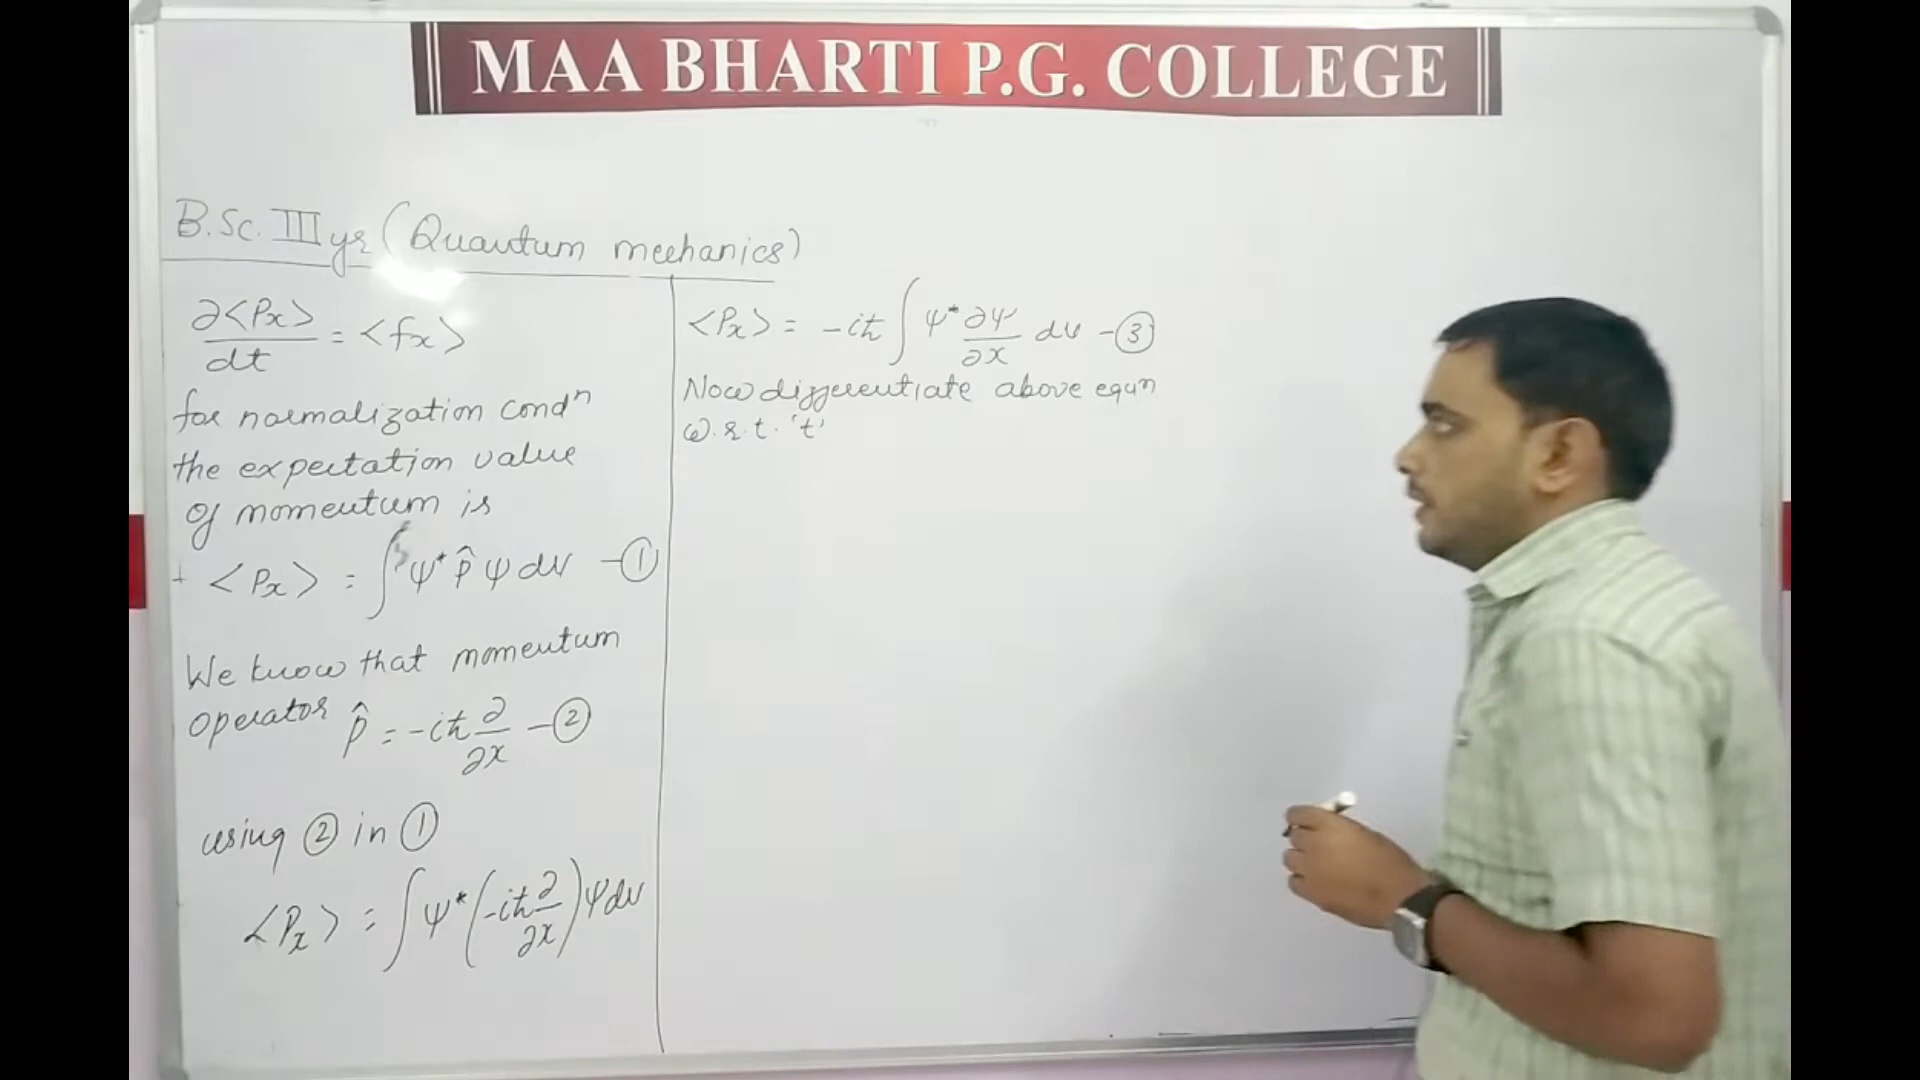 MAA BHARTI P.G. COLLEGE
B.Sc. III yr (Quantum mechanics)
∂<Px>/dt = <fx>
for normalization condⁿ
the expectation value
of momentum is
<Px> = ∫ ψ* p̂ ψ dv - ①
We know that momentum
operator p̂ = -iħ ∂/∂x - ②
using ② in ①
<Px> = ∫ ψ* (-iħ ∂/∂x) ψ dv
<Px> = -iħ ∫ ψ* ∂ψ/∂x dv - ③
Now differentiate above equn
w.r.t. 't'